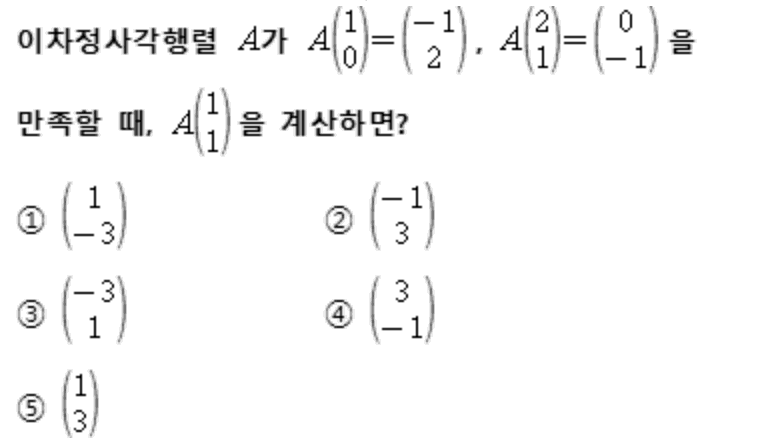 이차정사각행렬 A가 A(1 0)=(-1 2), A(2 1)=(0 -1)을
만족할 때, A(1 1)을 계산하면?
① (1 -3) ② (-1 3)
③ (-3 1) ④ (3 -1)
⑤ (1 3)